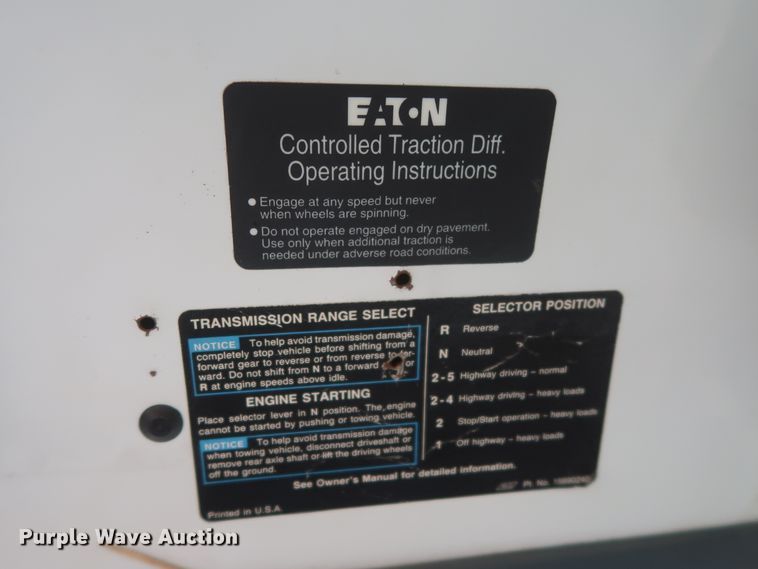 EATON
Controlled Traction Diff.
Operating Instructions
● Engage at any speed but never
when wheels are spinning.
● Do not operate engaged on dry pavement.
Use only when additional traction is
needed under adverse road conditions.
TRANSMISSION RANGE SELECT
NOTICE To help avoid transmission damage,
completely stop vehicle before shifting from a
forward gear to reverse or from reverse to for-
ward. Do not shift from N to a forward or
R at engine speeds above idle.
ENGINE STARTING
Place selector lever in N position. The engine
cannot be started by pushing or towing vehicle.
NOTICE To help avoid transmission damage
when towing vehicle, disconnect driveshaft or
remove rear axle shaft or lift the driving wheels
off the ground.
SELECTOR POSITION
R Reverse
N Neutral
2-5 Highway driving - normal
2-4 Highway driving - heavy loads
2 Stop/Start operation - heavy loads
1 Off highway - heavy loads
See Owner's Manual for detailed information.
Pt. No.
Printed in U.S.A.
Purple Wave Auction